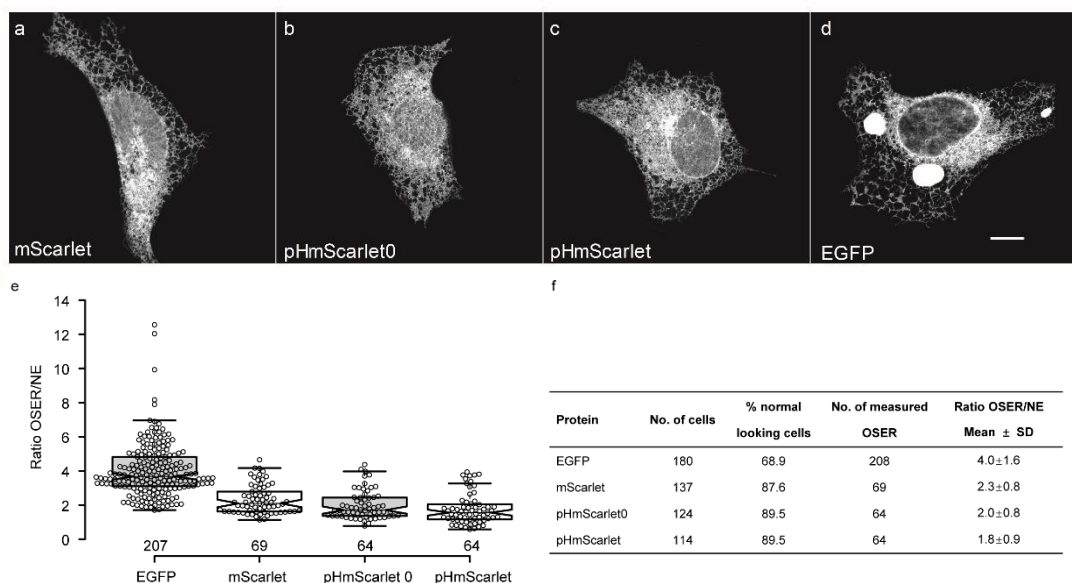 a
mScarlet
b
pHmScarlet0
c
pHmScarlet
d
EGFP
e
14
12
10
8
6
4
2
0
Ratio OSER/NE
207 69 64 64
EGFP mScarlet pHmScarlet 0 pHmScarlet
f
Protein No. of cells % normal looking cells No. of measured OSER Ratio OSER/NE Mean ± SD
EGFP 180 68.9 208 4.0±1.6
mScarlet 137 87.6 69 2.3±0.8
pHmScarlet0 124 89.5 64 2.0±0.8
pHmScarlet 114 89.5 64 1.8±0.9